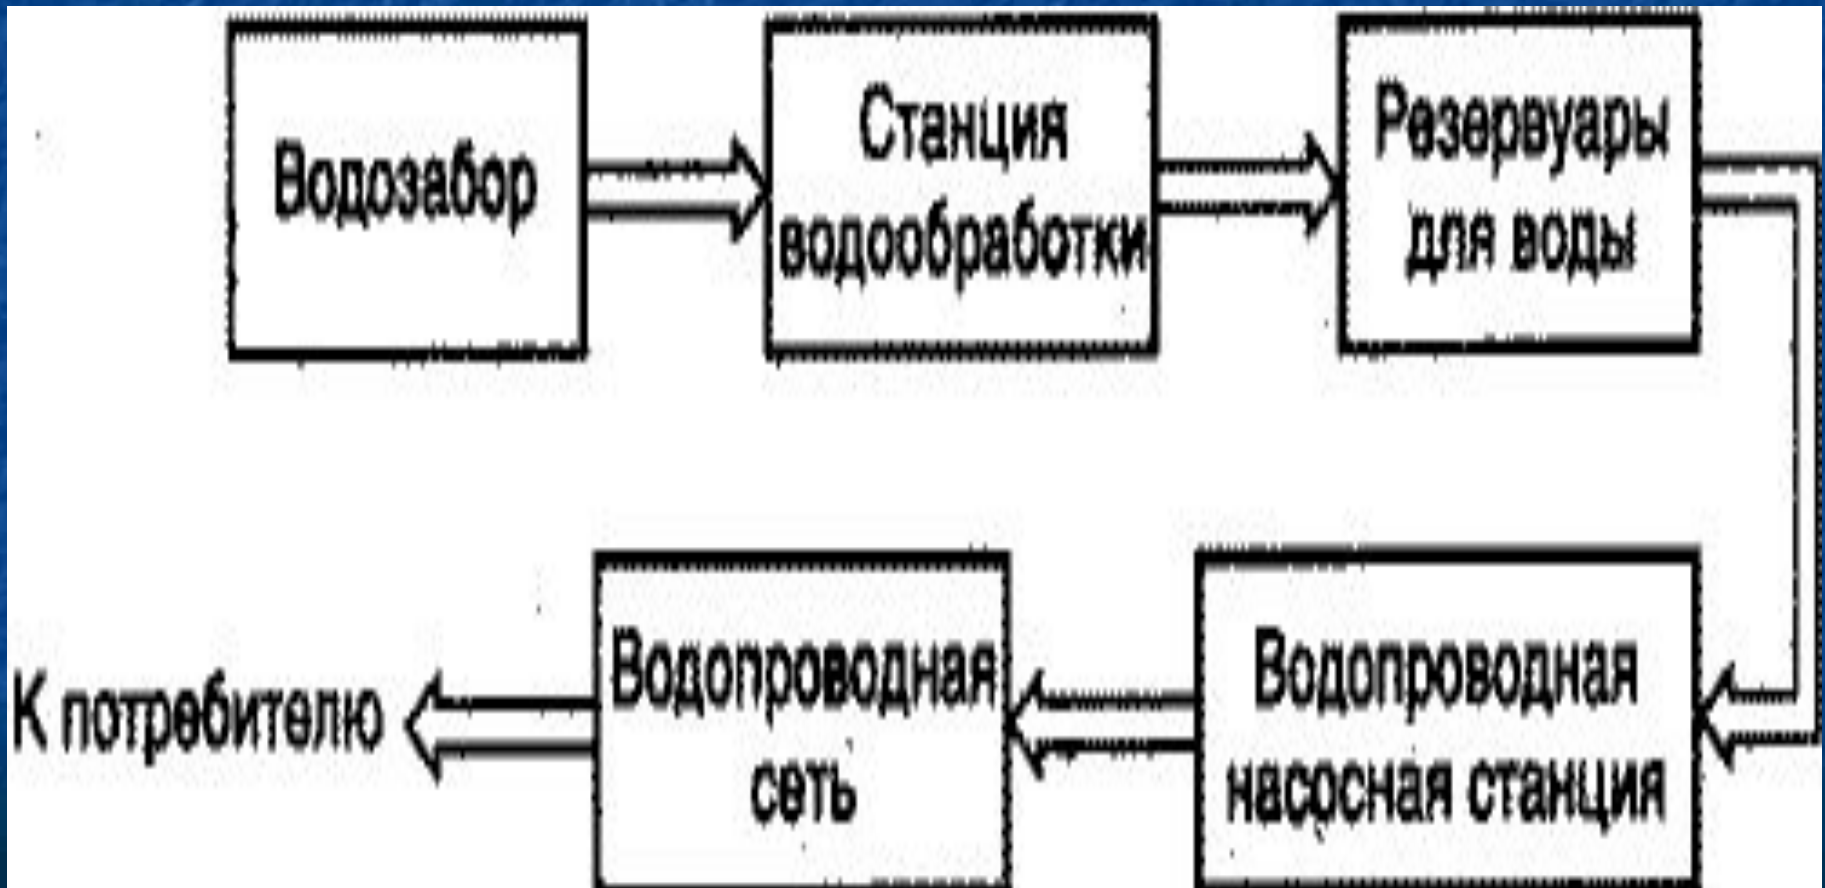 Водозабор
Станция
водообработки
Резервуары
для воды
Водопроводная
насосная станция
Водопроводная
сеть
К потребителю